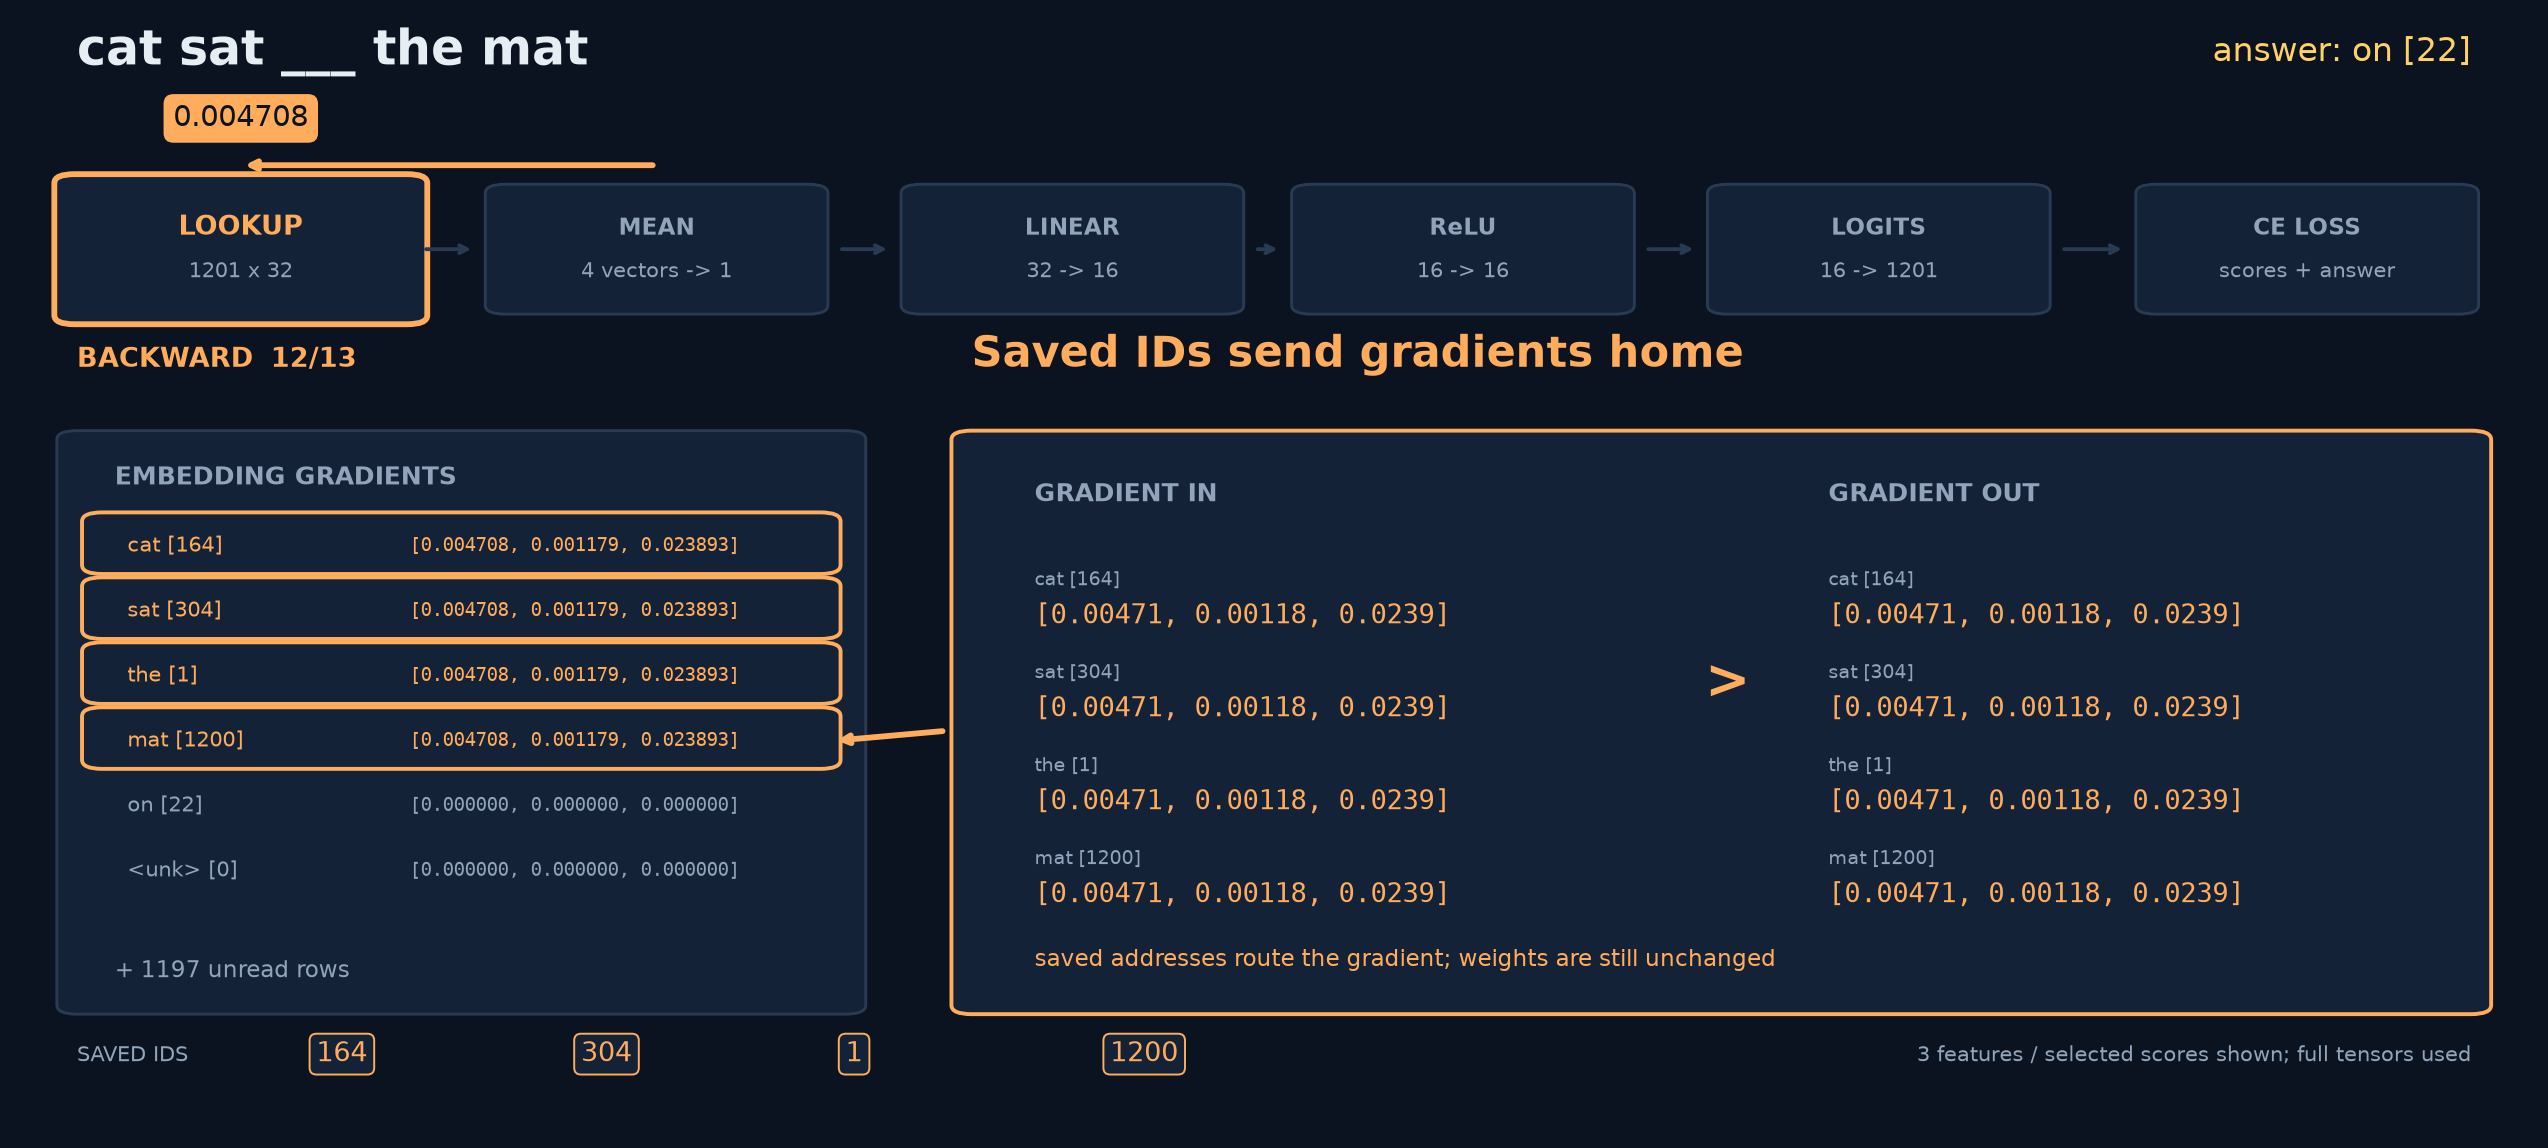 cat sat ___ the mat
answer: on [22]
0.004708
LOOKUP
1201 x 32
MEAN
4 vectors -> 1
LINEAR
32 -> 16
ReLU
16 -> 16
LOGITS
16 -> 1201
CE LOSS
scores + answer
BACKWARD 12/13
Saved IDs send gradients home
EMBEDDING GRADIENTS
cat [164] [0.004708, 0.001179, 0.023893]
sat [304] [0.004708, 0.001179, 0.023893]
the [1] [0.004708, 0.001179, 0.023893]
mat [1200] [0.004708, 0.001179, 0.023893]
on [22] [0.000000, 0.000000, 0.000000]
<unk> [0] [0.000000, 0.000000, 0.000000]
+ 1197 unread rows
GRADIENT IN
cat [164]
[0.00471, 0.00118, 0.0239]
sat [304]
[0.00471, 0.00118, 0.0239]
the [1]
[0.00471, 0.00118, 0.0239]
mat [1200]
[0.00471, 0.00118, 0.0239]
>
GRADIENT OUT
cat [164]
[0.00471, 0.00118, 0.0239]
sat [304]
[0.00471, 0.00118, 0.0239]
the [1]
[0.00471, 0.00118, 0.0239]
mat [1200]
[0.00471, 0.00118, 0.0239]
saved addresses route the gradient; weights are still unchanged
SAVED IDS 164 304 1 1200
3 features / selected scores shown; full tensors used